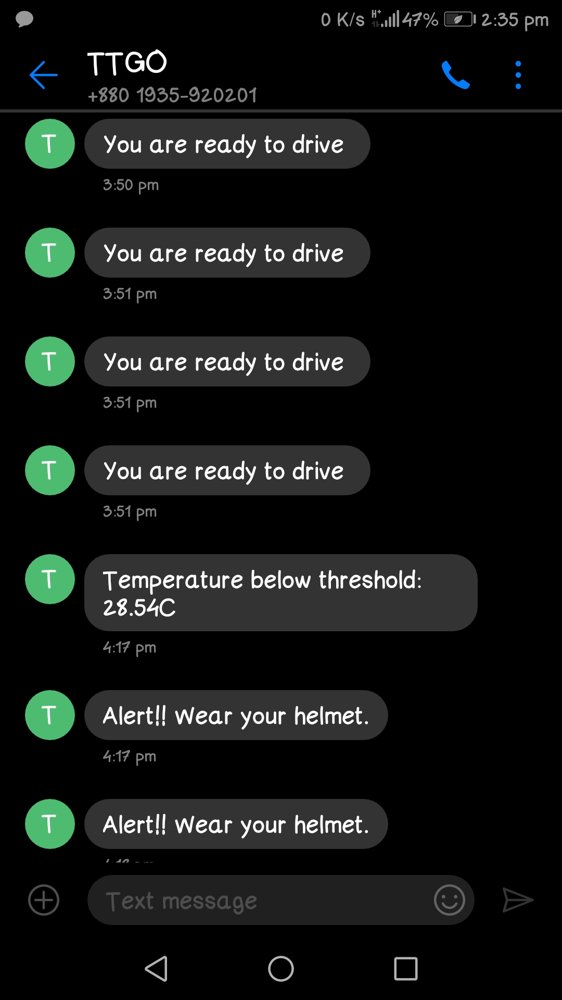 0 K/s H+ 47% 2:35 pm
TTGO
+880 1935-920201
T
You are ready to drive
3:50 pm
T
You are ready to drive
3:51 pm
T
You are ready to drive
3:51 pm
T
You are ready to drive
3:51 pm
T
Temperature below threshold:
28.54C
4:17 pm
T
Alert!! Wear your helmet.
4:17 pm
T
Alert!! Wear your helmet.
Text message